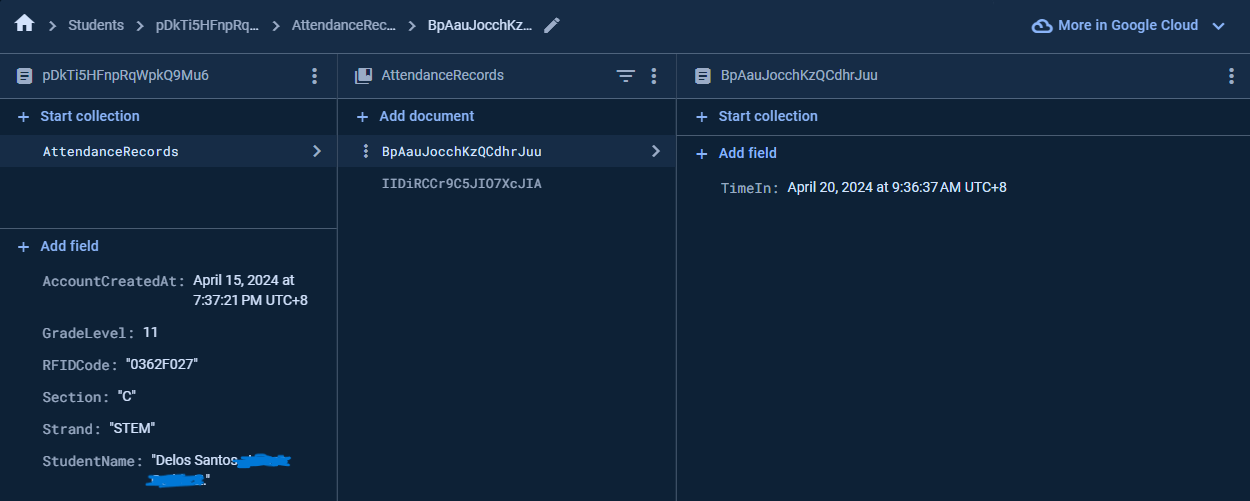 Students
pDkTi5HFnpRq...
AttendanceRec...
BpAauJocchKz...
More in Google Cloud
pDkTi5HFnpRqWpkQ9Mu6
Start collection
AttendanceRecords
Add field
AccountCreatedAt: April 15, 2024 at
7:37:21 PM UTC+8
GradeLevel: 11
RFIDCode: "0362F027"
Section: "C"
Strand: "STEM"
StudentName: "Delos Santos
"
AttendanceRecords
Add document
BpAauJocchKzQCdhrJuu
IIDiRCCr9C5JIO7XcJIA
BpAauJocchKzQCdhrJuu
Start collection
Add field
TimeIn: April 20, 2024 at 9:36:37 AM UTC+8